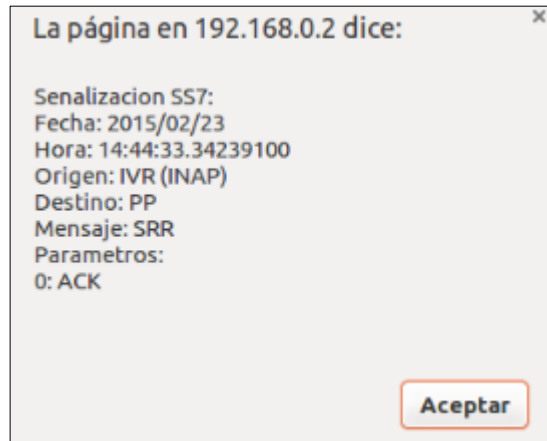 La página en 192.168.0.2 dice:
Senalizacion SS7:
Fecha: 2015/02/23
Hora: 14:44:33.34239100
Origen: IVR (INAP)
Destino: PP
Mensaje: SRR
Parametros:
0: ACK
Aceptar